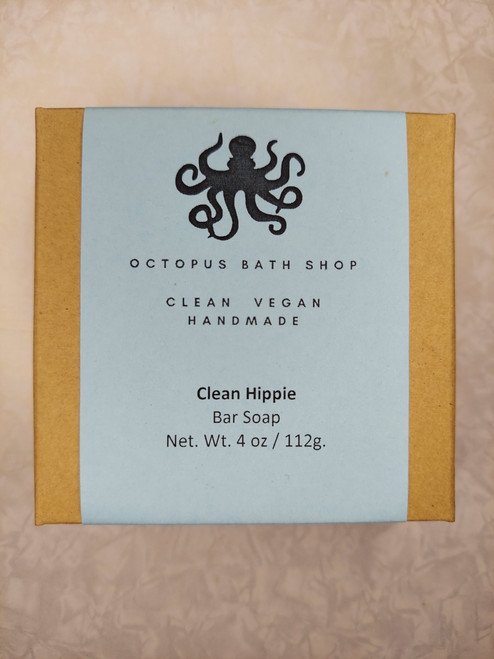 OCTOPUS BATH SHOP
CLEAN VEGAN
HANDMADE
Clean Hippie
Bar Soap
Net. Wt. 4 oz / 112g.